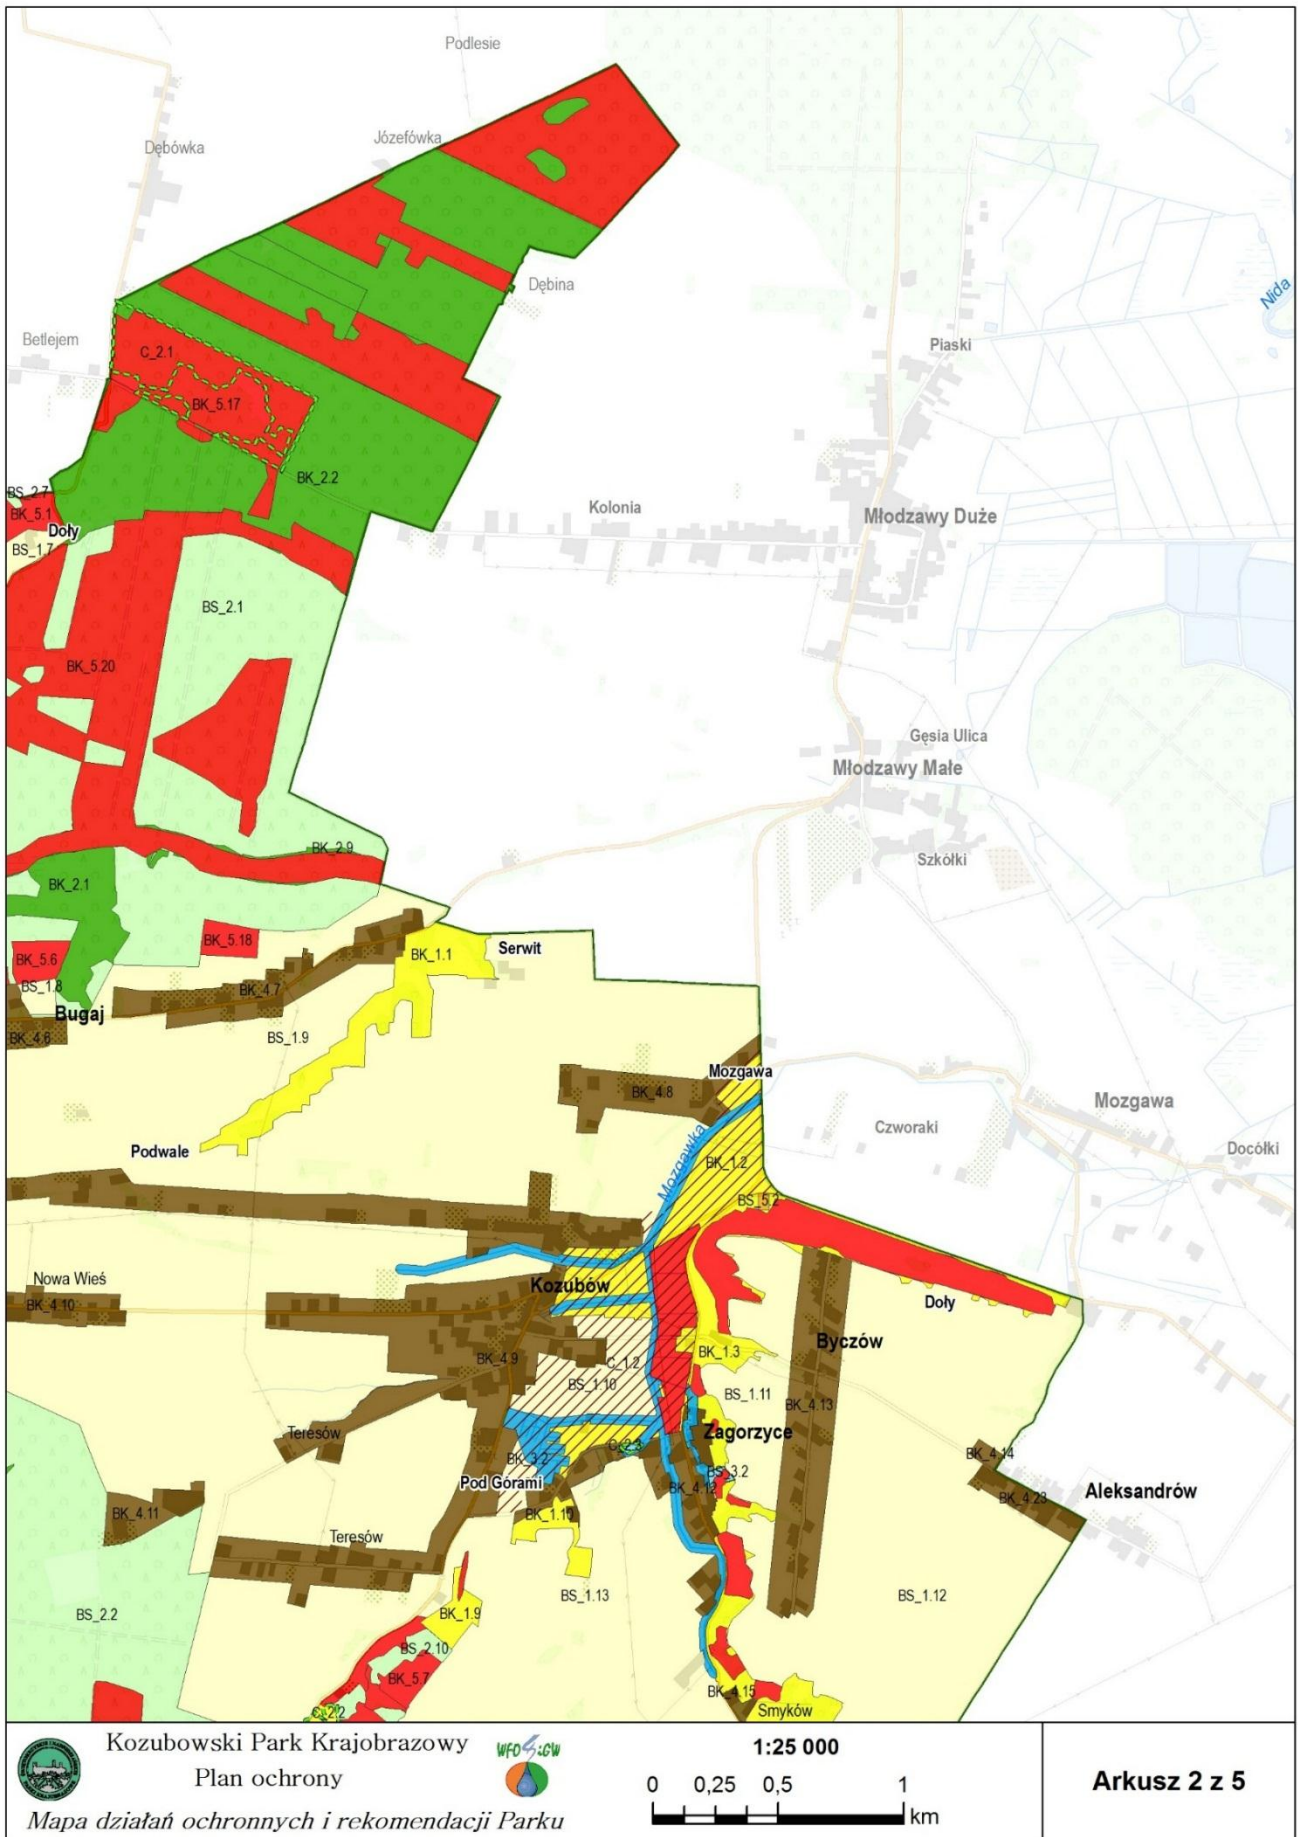 Podlesie
Józefówka
Dębówka
Dębina
Nida
Betlejem
Piaski
C_2.1
BK_5.17
BK_2.2
BS_2.7
BK_5.1
Doły
BS_1.7
Kolonia
Młodzawy Duże
BS_2.1
BK_5.20
Gęsia Ulica
Młodzawy Małe
BK_2.9
Szkółki
BK_2.1
BK_5.18
BK_5.6
BK_1.1
Serwit
BS_1.8
BK_4.7
Bugaj
BK_4.6
BS_1.9
Mozgawa
BK_4.8
Mozgawa
Czworaki
Podwale
Docółki
Mozgawka
BK_1.2
BS_5.2
Nowa Wieś
Kozubów
BK_4.10
Doły
Byczów
BK_1.3
BK_4.9
C_1.2
BS_1.10
BS_1.11
BK_4.13
Teresów
Zagorzyce
C_2.3
BK_4.14
BK_3.2
BS_3.2
Pod Górami
BK_4.12
BK_4.23
Aleksandrów
BK_4.11
BK_1.10
Teresów
BS_1.13
BS_1.12
BS_2.2
BK_1.9
BS_2.10
BK_5.7
BK_4.15
C_2.2
Smyków
Kozubowski Park Krajobrazowy
Plan ochrony
Mapa działań ochronnych i rekomendacji Parku
WFOŚiGW
1:25 000
0 0,25 0,5 1
km
Arkusz 2 z 5